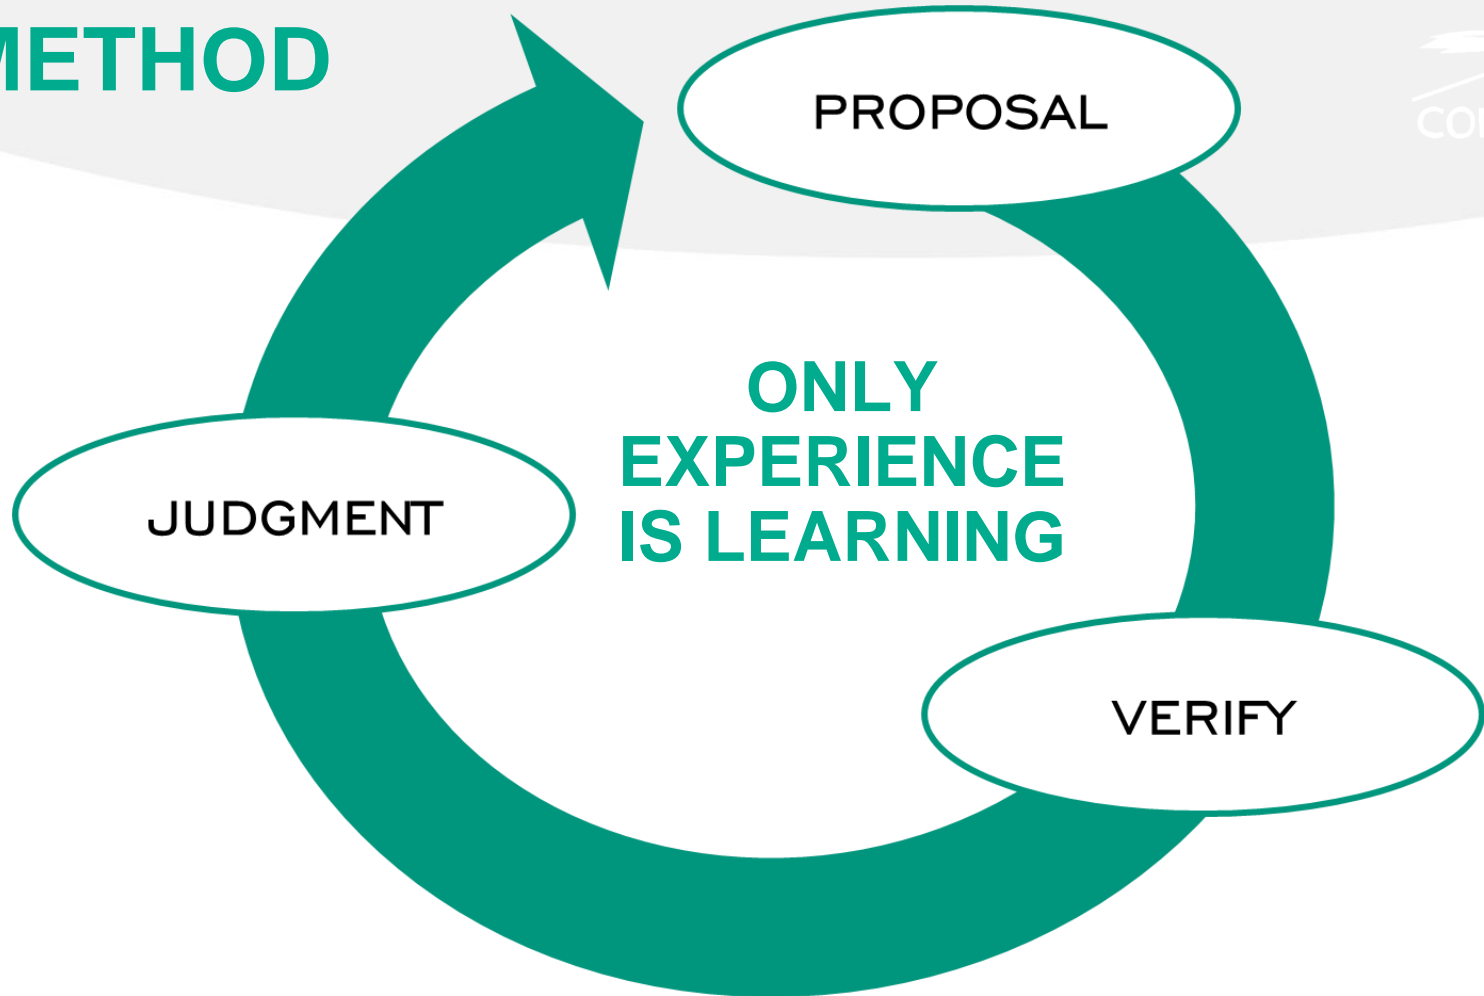 METHOD
PROPOSAL
ONLY
EXPERIENCE
IS LEARNING
JUDGMENT
VERIFY